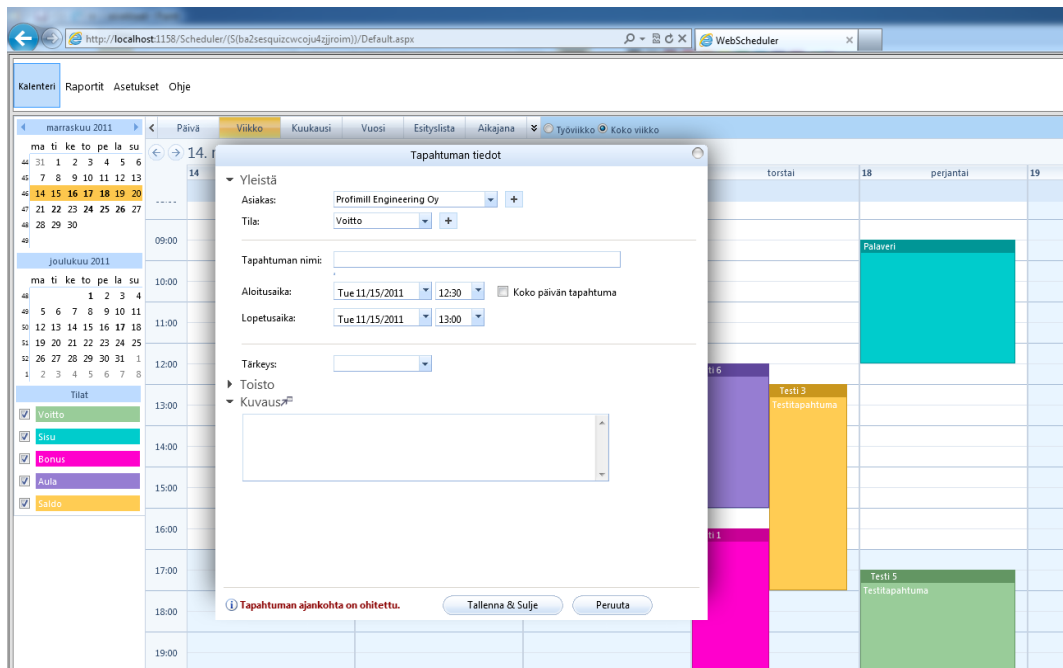 http://localhost:1158/Scheduler/(S(ba2sesquizcwcoju4zjjroim))/Default.aspx
WebScheduler
Kalenteri Raportit Asetukset Ohje
marraskuu 2011
ma ti ke to pe la su
44 31 1 2 3 4 5 6
45 7 8 9 10 11 12 13
46 14 15 16 17 18 19 20
47 21 22 23 24 25 26 27
48 28 29 30
49
joulukuu 2011
ma ti ke to pe la su
48 1 2 3 4
49 5 6 7 8 9 10 11
50 12 13 14 15 16 17 18
51 19 20 21 22 23 24 25
52 26 27 28 29 30 31 1
1 2 3 4 5 6 7 8
Tilat
Voitto
Sisu
Bonus
Aula
Saldo
Päivä Viikko Kuukausi Vuosi Esityslista Aikajana Työviikko Koko viikko
14.
14 torstai 18 perjantai 19
09:00
10:00
11:00
12:00
13:00
14:00
15:00
16:00
17:00
18:00
19:00
Tapahtuman tiedot
Yleistä
Asiakas: Profimill Engineering Oy +
Tila: Voitto +
Tapahtuman nimi:
Aloitusaika: Tue 11/15/2011 12:30 Koko päivän tapahtuma
Lopetusaika: Tue 11/15/2011 13:00
Tärkeys:
Toisto
Kuvaus
Tapahtuman ajankohta on ohitettu. Tallenna & Sulje Peruuta
Palaveri
ti 6
Testi 3
Testitapahtuma
ti 1
Testi 5
Testitapahtuma